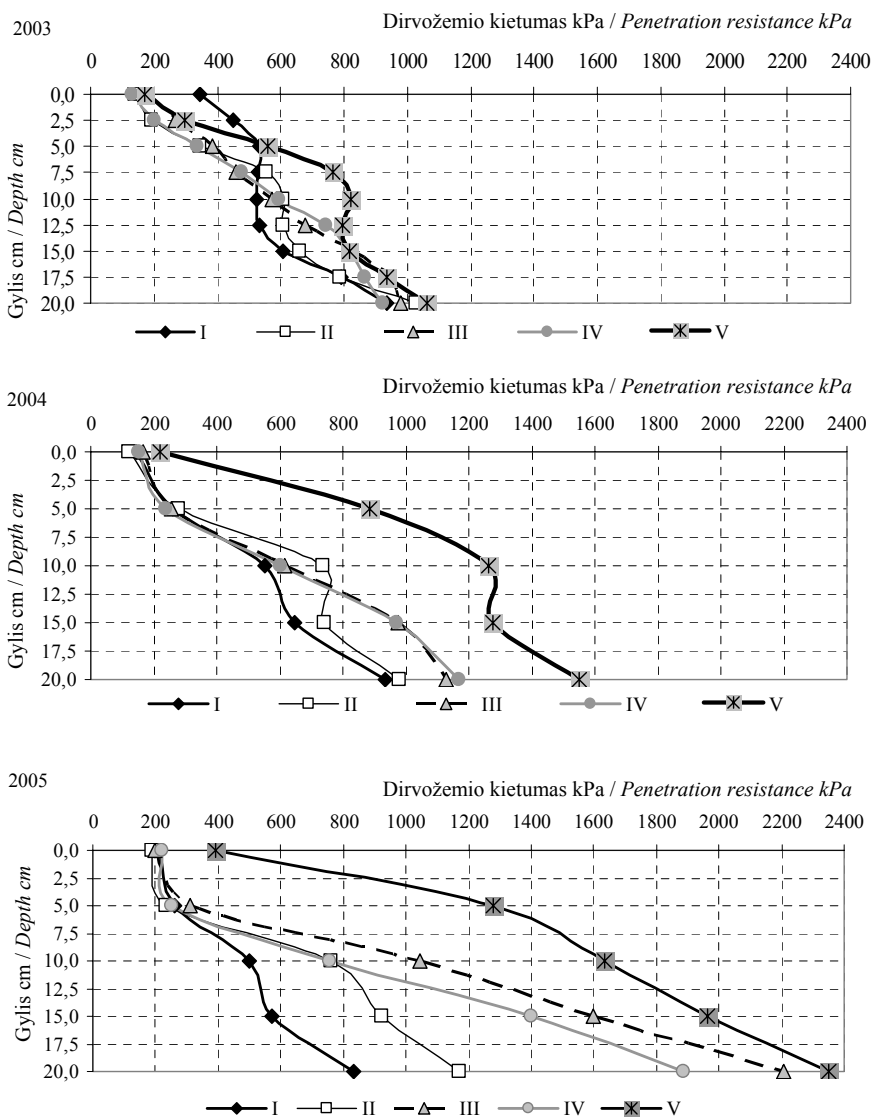 2003
Dirvožemio kietumas kPa / Penetration resistance kPa
0 200 400 600 800 1000 1200 1400 1600 1800 2000 2200 2400
Gylis cm / Depth cm
0,0
2,5
5,0
7,5
10,0
12,5
15,0
17,5
20,0
I II III IV V
2004
Dirvožemio kietumas kPa / Penetration resistance kPa
0 200 400 600 800 1000 1200 1400 1600 1800 2000 2200 2400
Gylis cm / Depth cm
0,0
2,5
5,0
7,5
10,0
12,5
15,0
17,5
20,0
I II III IV V
2005
Dirvožemio kietumas kPa / Penetration resistance kPa
0 200 400 600 800 1000 1200 1400 1600 1800 2000 2200 2400
Gylis cm / Depth cm
0,0
2,5
5,0
7,5
10,0
12,5
15,0
17,5
20,0
I II III IV V